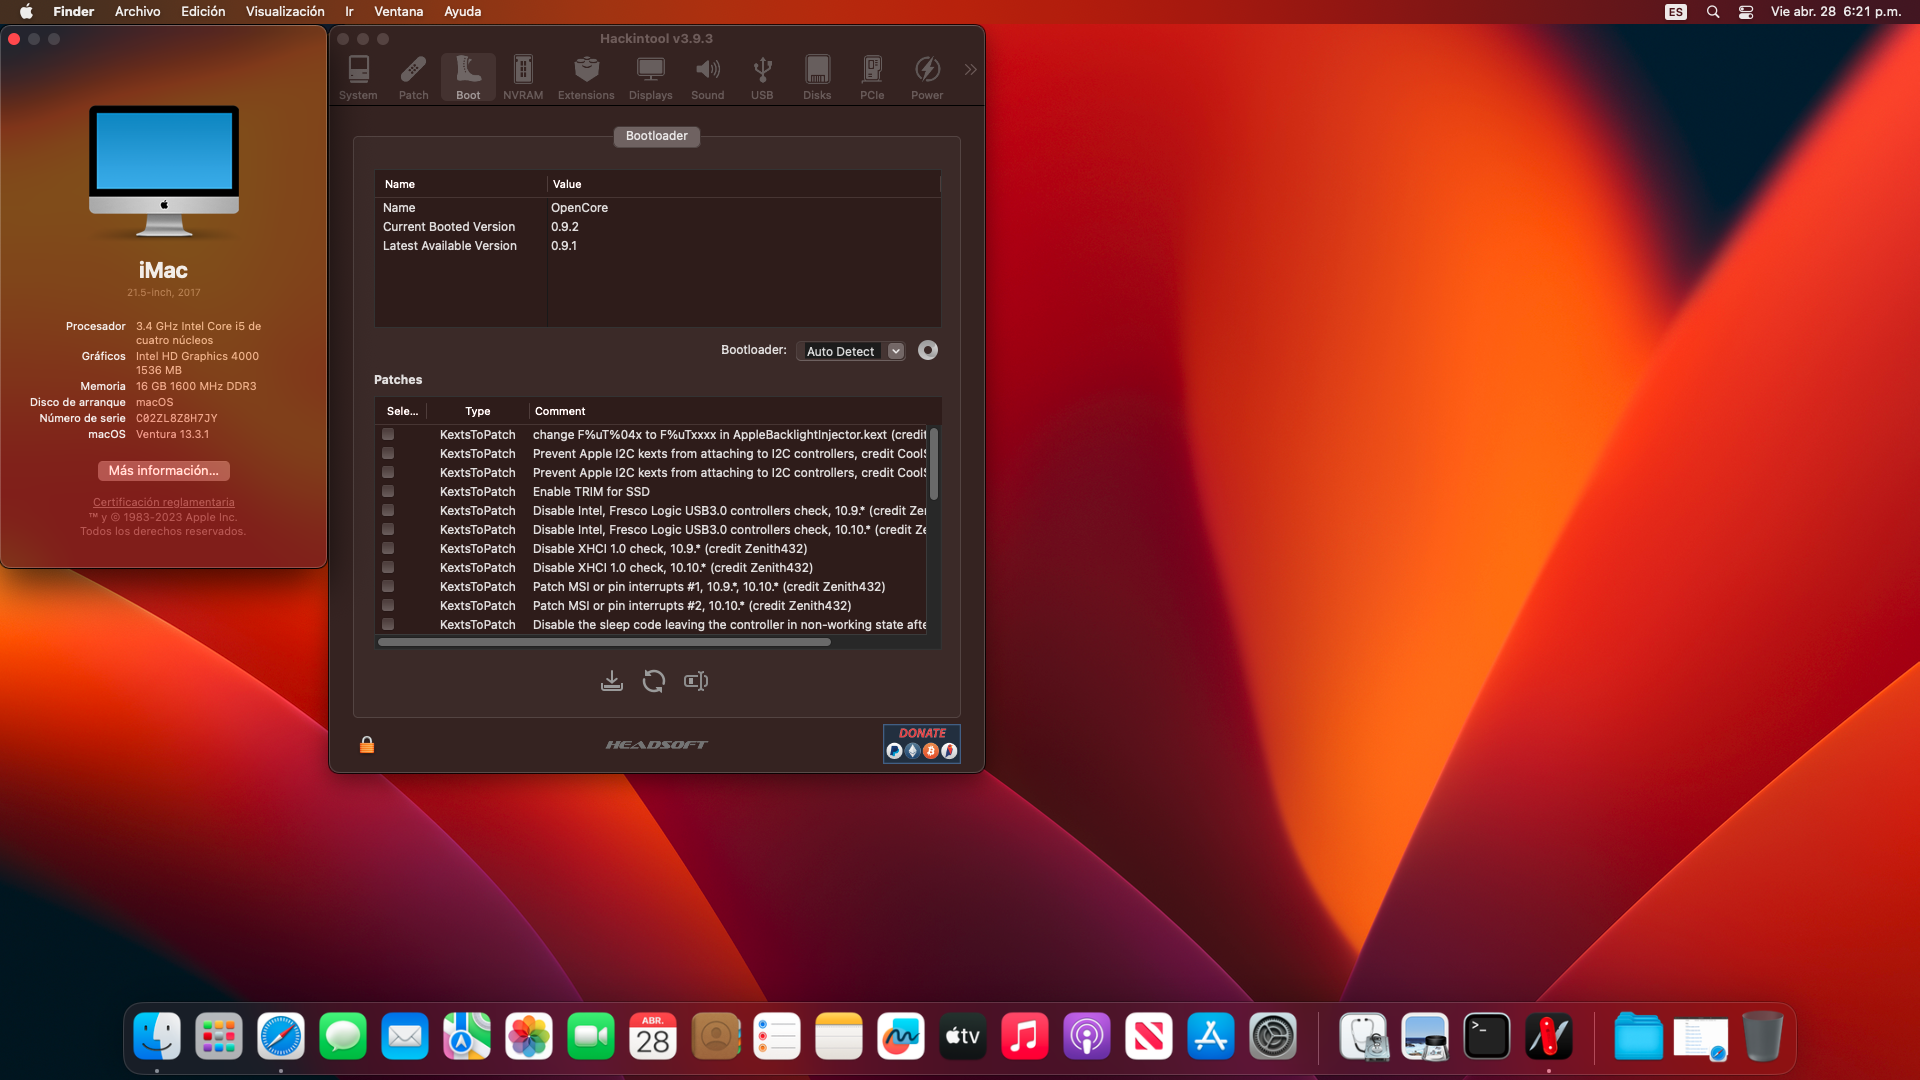 Finder Archivo Edición Visualización Ir Ventana Ayuda ES Vie abr. 28 6:21 p.m.
iMac
21.5-inch, 2017
Procesador 3.4 GHz Intel Core i5 de
cuatro núcleos
Gráficos Intel HD Graphics 4000
1536 MB
Memoria 16 GB 1600 MHz DDR3
Disco de arranque macOS
Número de serie C02ZL8Z8H7JY
macOS Ventura 13.3.1
Más información...
Certificación reglamentaria
™ y © 1983-2023 Apple Inc.
Todos los derechos reservados.
Hackintool v3.9.3
System Patch Boot NVRAM Extensions Displays Sound USB Disks PCIe Power
Bootloader
Name Value
Name OpenCore
Current Booted Version 0.9.2
Latest Available Version 0.9.1
Bootloader: Auto Detect
Patches
Sele... Type Comment
KextsToPatch change F%uT%04x to F%uTxxxx in AppleBacklightInjector.kext (credit
KextsToPatch Prevent Apple I2C kexts from attaching to I2C controllers, credit CoolS
KextsToPatch Prevent Apple I2C kexts from attaching to I2C controllers, credit CoolS
KextsToPatch Enable TRIM for SSD
KextsToPatch Disable Intel, Fresco Logic USB3.0 controllers check, 10.9.* (credit Zen
KextsToPatch Disable Intel, Fresco Logic USB3.0 controllers check, 10.10.* (credit Ze
KextsToPatch Disable XHCI 1.0 check, 10.9.* (credit Zenith432)
KextsToPatch Disable XHCI 1.0 check, 10.10.* (credit Zenith432)
KextsToPatch Patch MSI or pin interrupts #1, 10.9.*, 10.10.* (credit Zenith432)
KextsToPatch Patch MSI or pin interrupts #2, 10.10.* (credit Zenith432)
KextsToPatch Disable the sleep code leaving the controller in non-working state afte
HEADSOFT
DONATE
ABR.
28
tv
>_